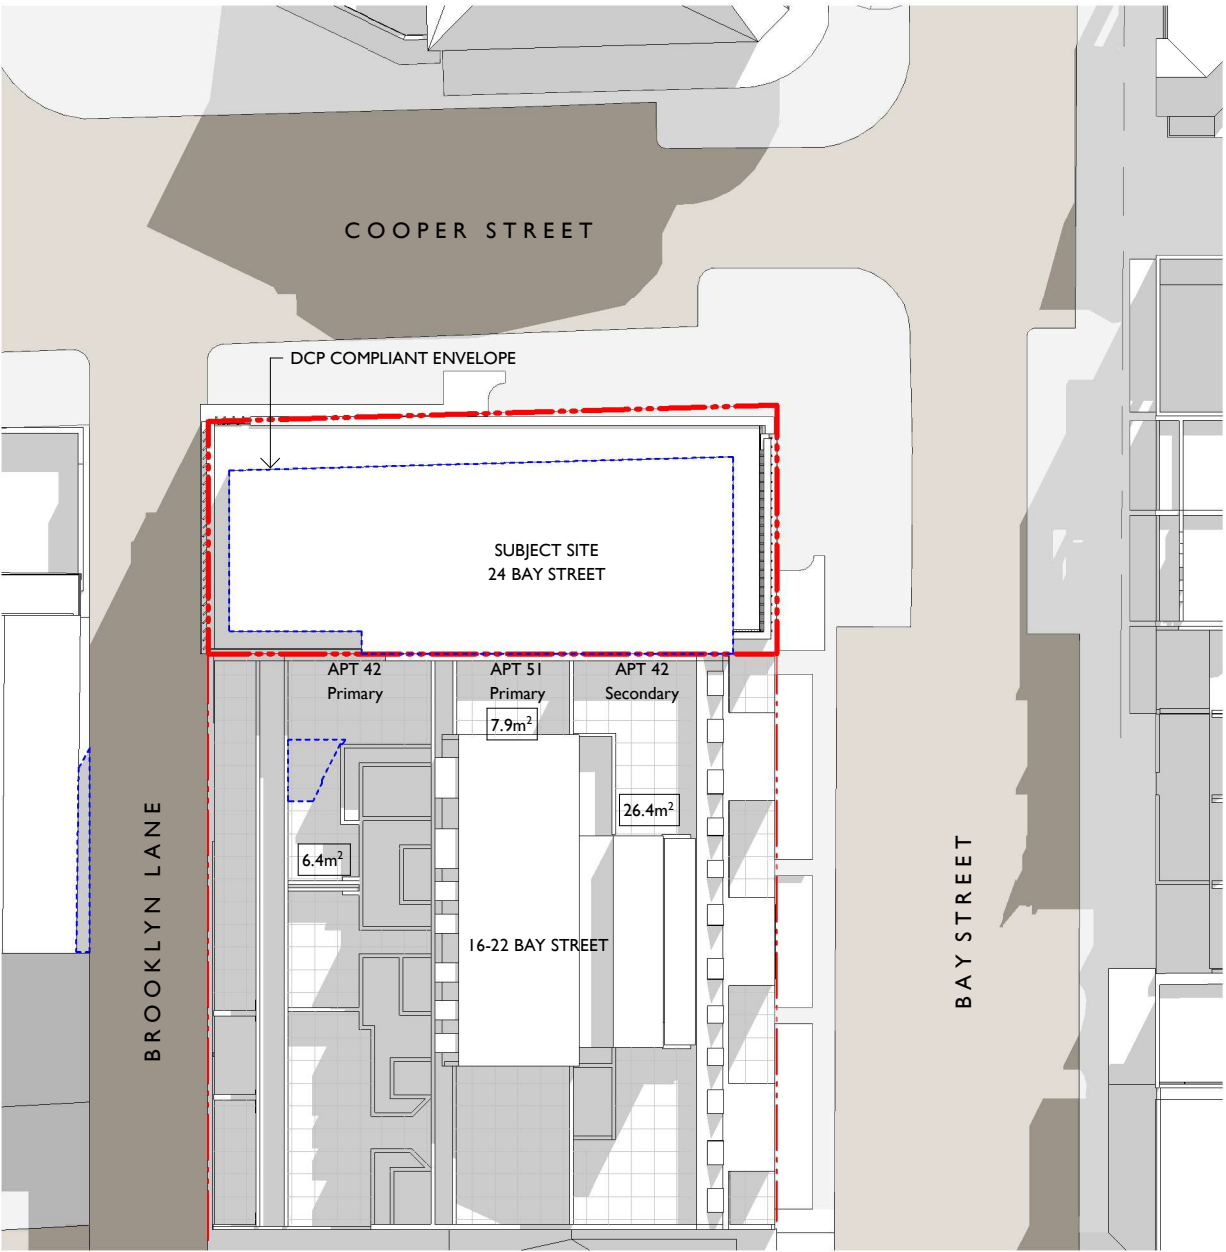 COOPER STREET
DCP COMPLIANT ENVELOPE
SUBJECT SITE
24 BAY STREET
APT 42
Primary
APT 51
Primary
7.9m²
APT 42
Secondary
26.4m²
6.4m²
16-22 BAY STREET
BROOKLYN LANE
BAY STREET